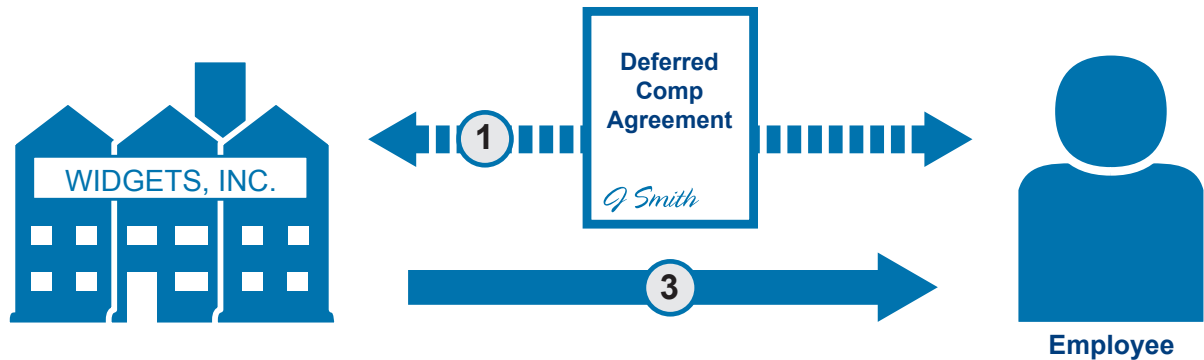 Deferred
Comp
Agreement
1
WIDGETS, INC.
J Smith
3
Employee